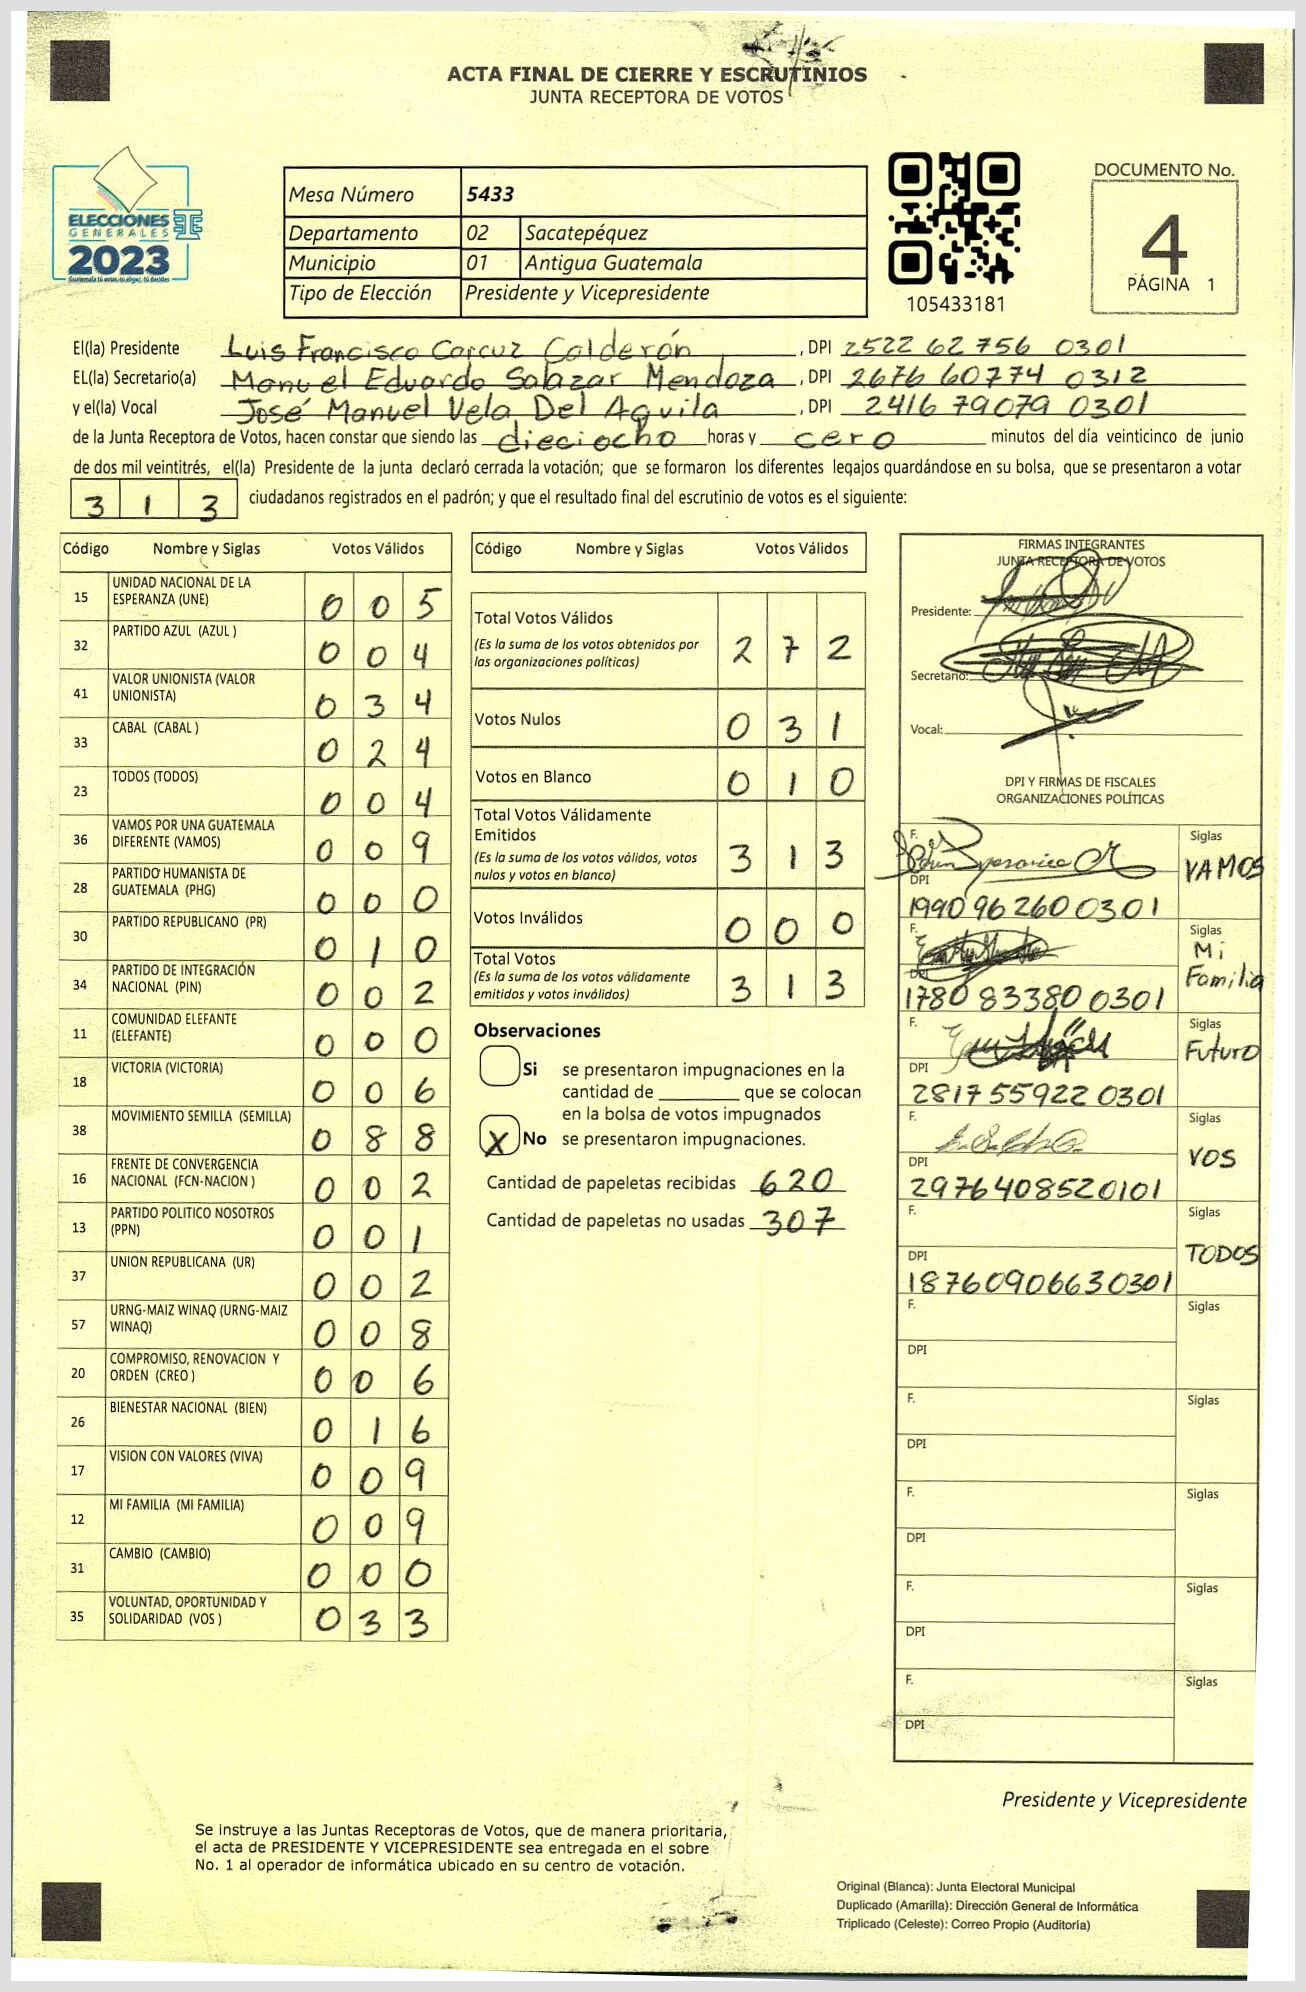 ACTA FINAL DE CIERRE Y ESCRUTINIOS
JUNTA RECEPTORA DE VOTOS
ELECCIONES
GENERALES
2023
Mesa Número 5433
Departamento 02 Sacatepéquez
Municipio 01 Antigua Guatemala
Tipo de Elección Presidente y Vicepresidente
105433181
DOCUMENTO No.
4
PÁGINA 1
El(la) Presidente Luis Francisco Carcuz Calderón, DPI 2522 62 756 0301
EL(la) Secretario(a) Manuel Eduardo Salazar Mendoza, DPI 2676 60774 0312
y el(la) Vocal José Manuel Vela Del Aguila, DPI 2416 79079 0301
de la Junta Receptora de Votos, hacen constar que siendo las dieciocho horas y cero minutos del día veinticinco de junio
de dos mil veintitrés, el(la) Presidente de la junta declaró cerrada la votación; que se formaron los diferentes legajos guardándose en su bolsa, que se presentaron a votar
3 1 3 ciudadanos registrados en el padrón; y que el resultado final del escrutinio de votos es el siguiente:
Código Nombre y Siglas Votos Válidos
15 UNIDAD NACIONAL DE LA ESPERANZA (UNE) 0 0 5
32 PARTIDO AZUL (AZUL ) 0 0 4
41 VALOR UNIONISTA (VALOR UNIONISTA) 0 3 4
33 CABAL (CABAL ) 0 2 4
23 TODOS (TODOS) 0 0 4
36 VAMOS POR UNA GUATEMALA DIFERENTE (VAMOS) 0 0 9
28 PARTIDO HUMANISTA DE GUATEMALA (PHG) 0 0 0
30 PARTIDO REPUBLICANO (PR) 0 1 0
34 PARTIDO DE INTEGRACIÓN NACIONAL (PIN) 0 0 2
11 COMUNIDAD ELEFANTE (ELEFANTE) 0 0 0
18 VICTORIA (VICTORIA) 0 0 6
38 MOVIMIENTO SEMILLA (SEMILLA) 0 8 8
16 FRENTE DE CONVERGENCIA NACIONAL (FCN-NACION ) 0 0 2
13 PARTIDO POLITICO NOSOTROS (PPN) 0 0 1
37 UNION REPUBLICANA (UR) 0 0 2
57 URNG-MAIZ WINAQ (URNG-MAIZ WINAQ) 0 0 8
20 COMPROMISO, RENOVACION Y ORDEN (CREO ) 0 0 6
26 BIENESTAR NACIONAL (BIEN) 0 1 6
17 VISION CON VALORES (VIVA) 0 0 9
12 MI FAMILIA (MI FAMILIA) 0 0 9
31 CAMBIO (CAMBIO) 0 0 0
35 VOLUNTAD, OPORTUNIDAD Y SOLIDARIDAD (VOS ) 0 3 3
Código Nombre y Siglas Votos Válidos
Total Votos Válidos
(Es la suma de los votos obtenidos por
las organizaciones políticas) 2 7 2
Votos Nulos 0 3 1
Votos en Blanco 0 1 0
Total Votos Válidamente
Emitidos
(Es la suma de los votos válidos, votos
nulos y votos en blanco) 3 1 3
Votos Inválidos 0 0 0
Total Votos
(Es la suma de los votos válidamente
emitidos y votos inválidos) 3 1 3
Observaciones
Si se presentaron impugnaciones en la
cantidad de ________ que se colocan
en la bolsa de votos impugnados
X No se presentaron impugnaciones.
Cantidad de papeletas recibidas 620
Cantidad de papeletas no usadas 307
FIRMAS INTEGRANTES
JUNTA RECEPTORA DE VOTOS
Presidente:
Secretario:
Vocal:
DPI Y FIRMAS DE FISCALES
ORGANIZACIONES POLÍTICAS
F. Siglas
VAMOS
DPI
1990 96 260 0301
F. Siglas
Mi
Familia
DPI
1780 83380 0301
F. Siglas
Futuro
DPI
2817 55922 0301
F. Siglas
VOS
DPI
2976408520101
F. Siglas
TODOS
DPI
1876090663 0301
F. Siglas
DPI
F. Siglas
DPI
F. Siglas
DPI
F. Siglas
DPI
F. Siglas
DPI
Presidente y Vicepresidente
Se instruye a las Juntas Receptoras de Votos, que de manera prioritaria,
el acta de PRESIDENTE Y VICEPRESIDENTE sea entregada en el sobre
No. 1 al operador de informática ubicado en su centro de votación.
Original (Blanca): Junta Electoral Municipal
Duplicado (Amarilla): Dirección General de Informática
Triplicado (Celeste): Correo Propio (Auditoría)